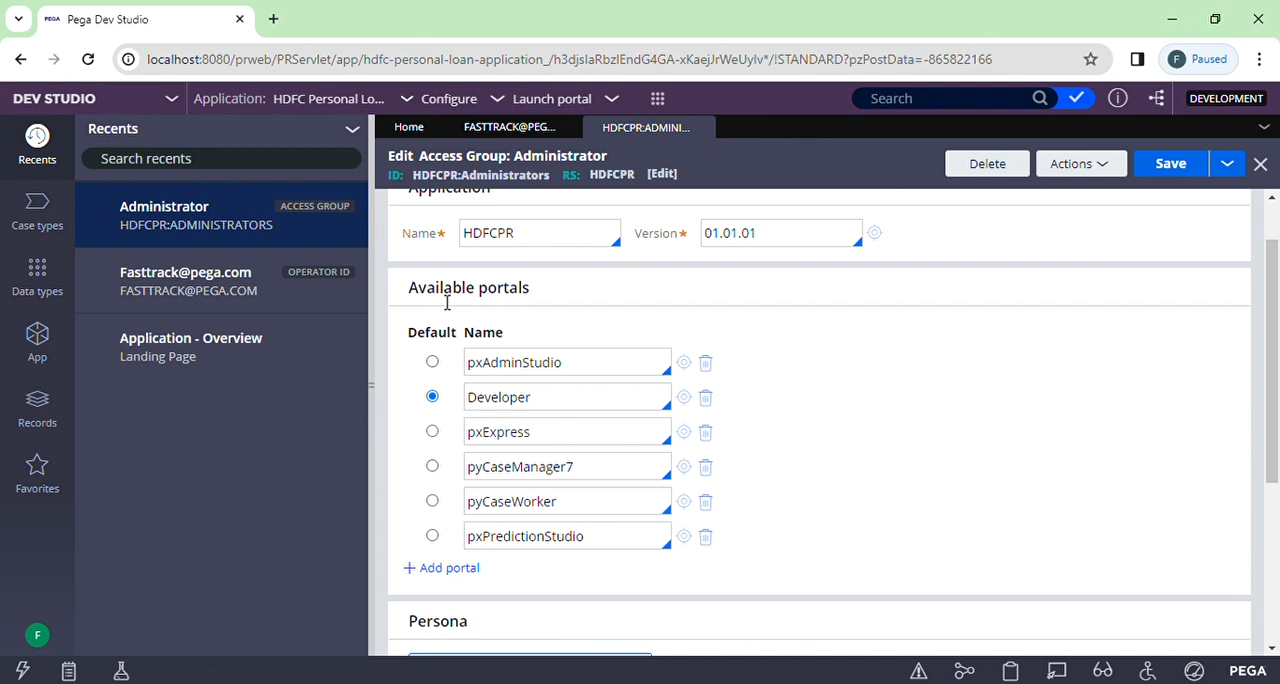 PEGA Pega Dev Studio
localhost:8080/prweb/PRServlet/app/hdfc-personal-loan-application_/h3djslaRbzIEndG4GA-xKaejJrWeUylv*/!STANDARD?pzPostData=-865822166
F Paused
DEV STUDIO Application: HDFC Personal Lo... Configure Launch portal Search DEVELOPMENT
Recents
Case types
Data types
App
Records
Favorites
F
Recents
Search recents
Administrator ACCESS GROUP
HDFCPR:ADMINISTRATORS
Fasttrack@pega.com OPERATOR ID
FASTTRACK@PEGA.COM
Application - Overview
Landing Page
Home FASTTRACK@PEG... HDFCPR:ADMINI...
Edit Access Group: Administrator
ID: HDFCPR:Administrators RS: HDFCPR [Edit]
Delete Actions Save
Application
Name* HDFCPR Version* 01.01.01
Available portals
Default Name
pxAdminStudio
Developer
pxExpress
pyCaseManager7
pyCaseWorker
pxPredictionStudio
+ Add portal
Persona
PEGA